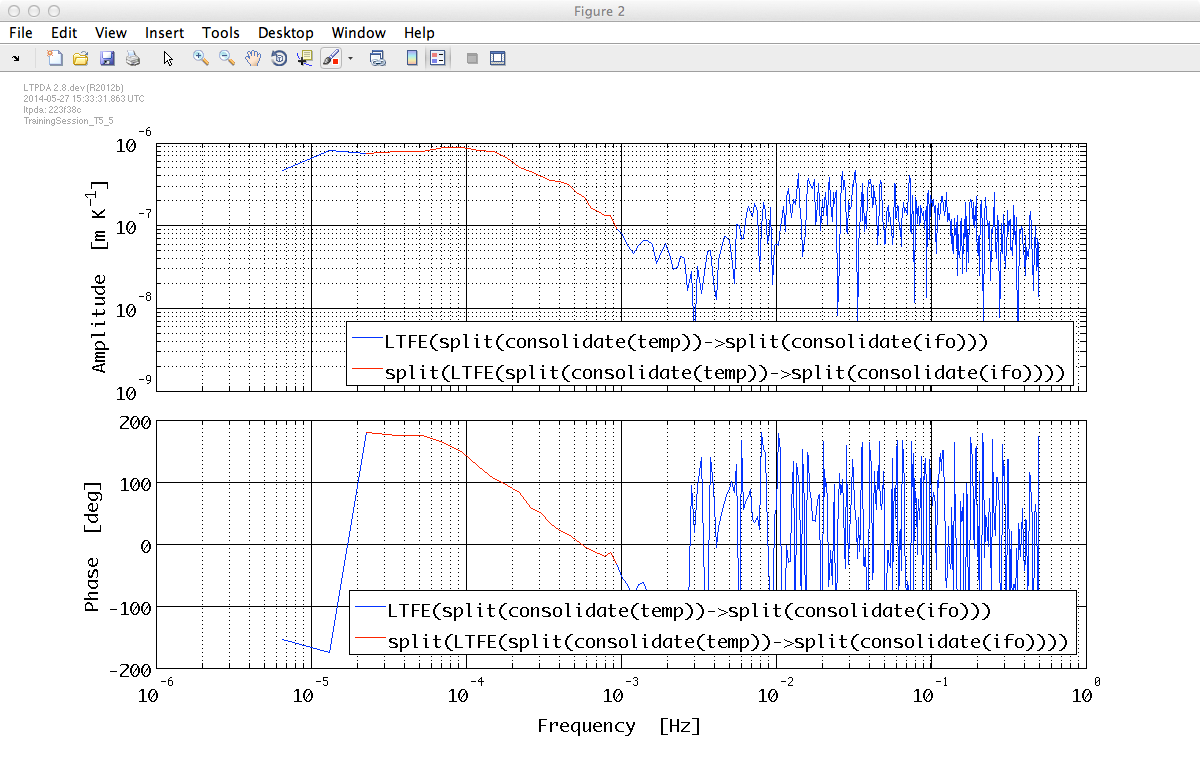 Figure 2
File Edit View Insert Tools Desktop Window Help
LTPDA 2.8.dev (R2012b)
2014-05-27 15:33:31.863 UTC
ltpda: 223f38c
TrainingSession_T5_5
10^-6
10^-7
10^-8
10^-9
Amplitude [m K^-1]
LTFE(split(consolidate(temp))->split(consolidate(ifo)))
split(LTFE(split(consolidate(temp))->split(consolidate(ifo))))
200
100
0
-100
-200
Phase [deg]
LTFE(split(consolidate(temp))->split(consolidate(ifo)))
split(LTFE(split(consolidate(temp))->split(consolidate(ifo))))
10^-6 10^-5 10^-4 10^-3 10^-2 10^-1 10^0
Frequency [Hz]